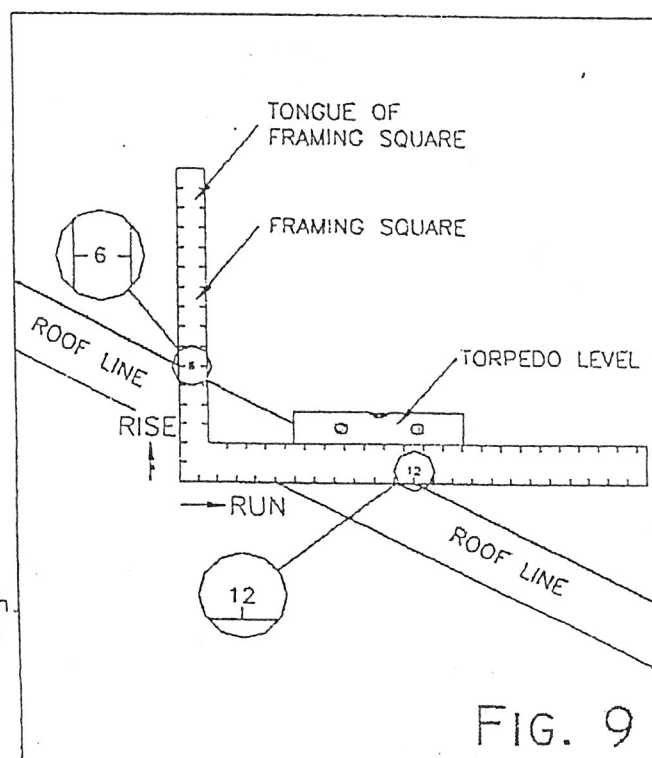 TONGUE OF
FRAMING SQUARE
FRAMING SQUARE
6
ROOF LINE
TORPEDO LEVEL
RISE
12
RUN
12
ROOF LINE
FIG. 9